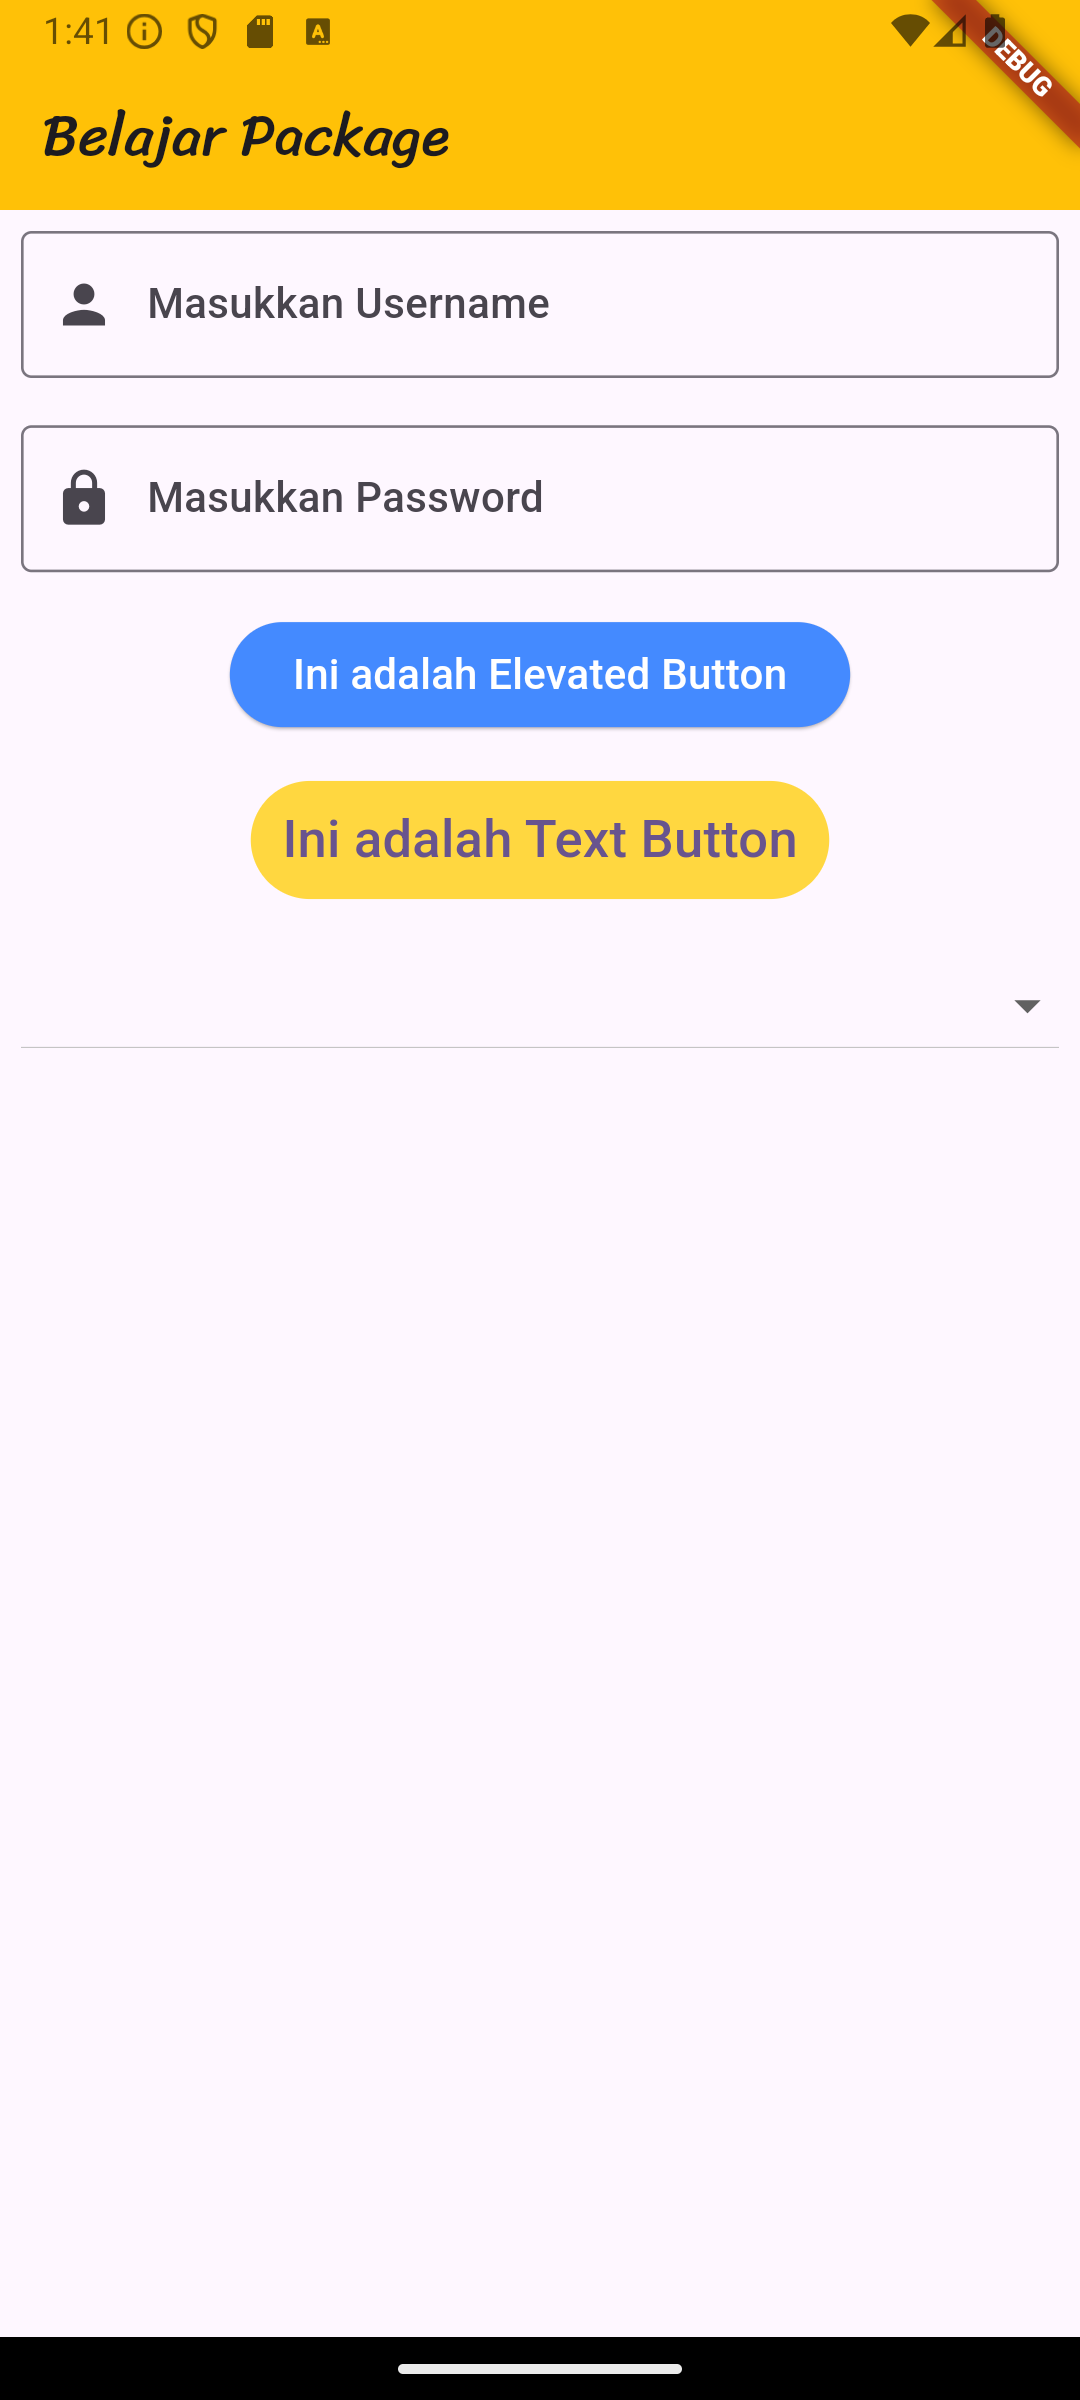 1:41
DEBUG
Belajar Package
Masukkan Username
Masukkan Password
Ini adalah Elevated Button
Ini adalah Text Button